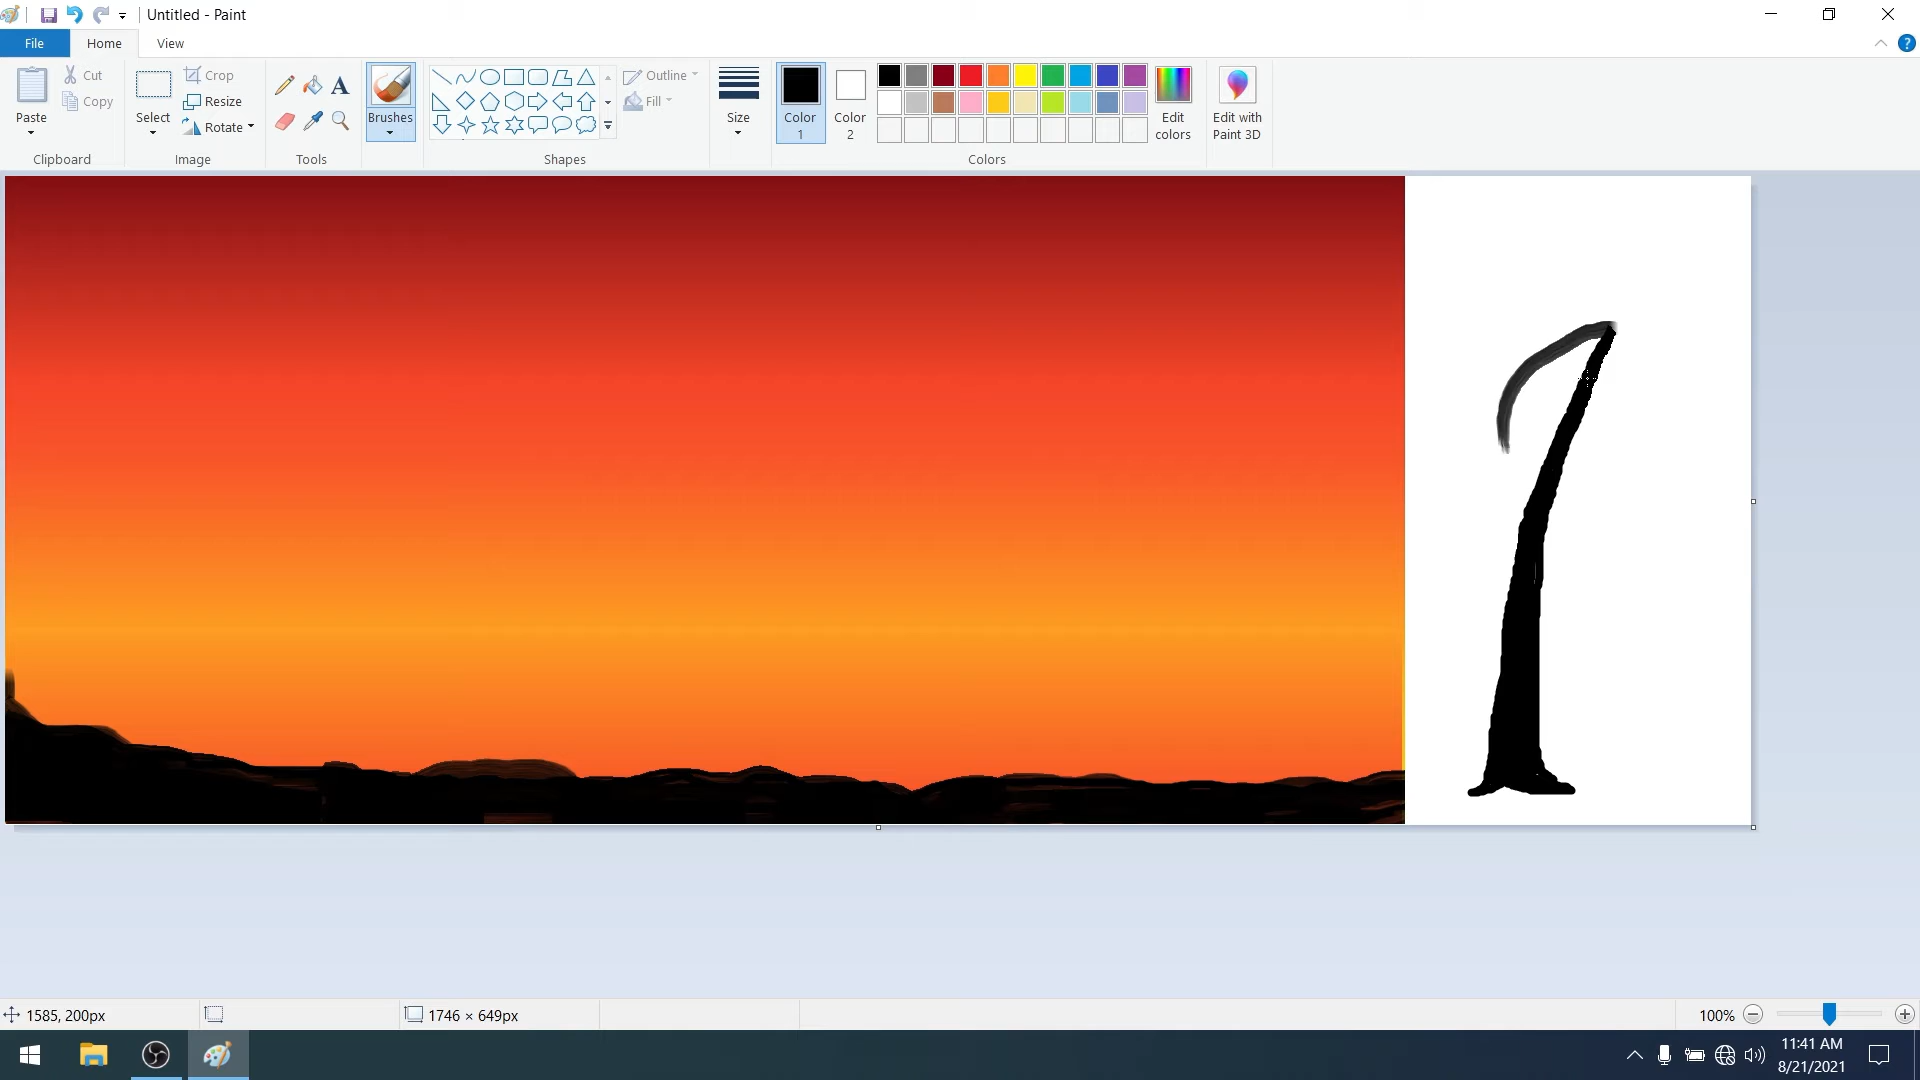 Untitled - Paint
File Home View
Paste
Cut
Copy
Clipboard
Select
Crop
Resize
Rotate
Image
A
Tools
Brushes
Outline
Fill
Shapes
Size
Color
1
Color
2
Colors
Edit
colors
Edit with
Paint 3D
?
1585, 200px
1746 × 649px
100%
11:41 AM
8/21/2021